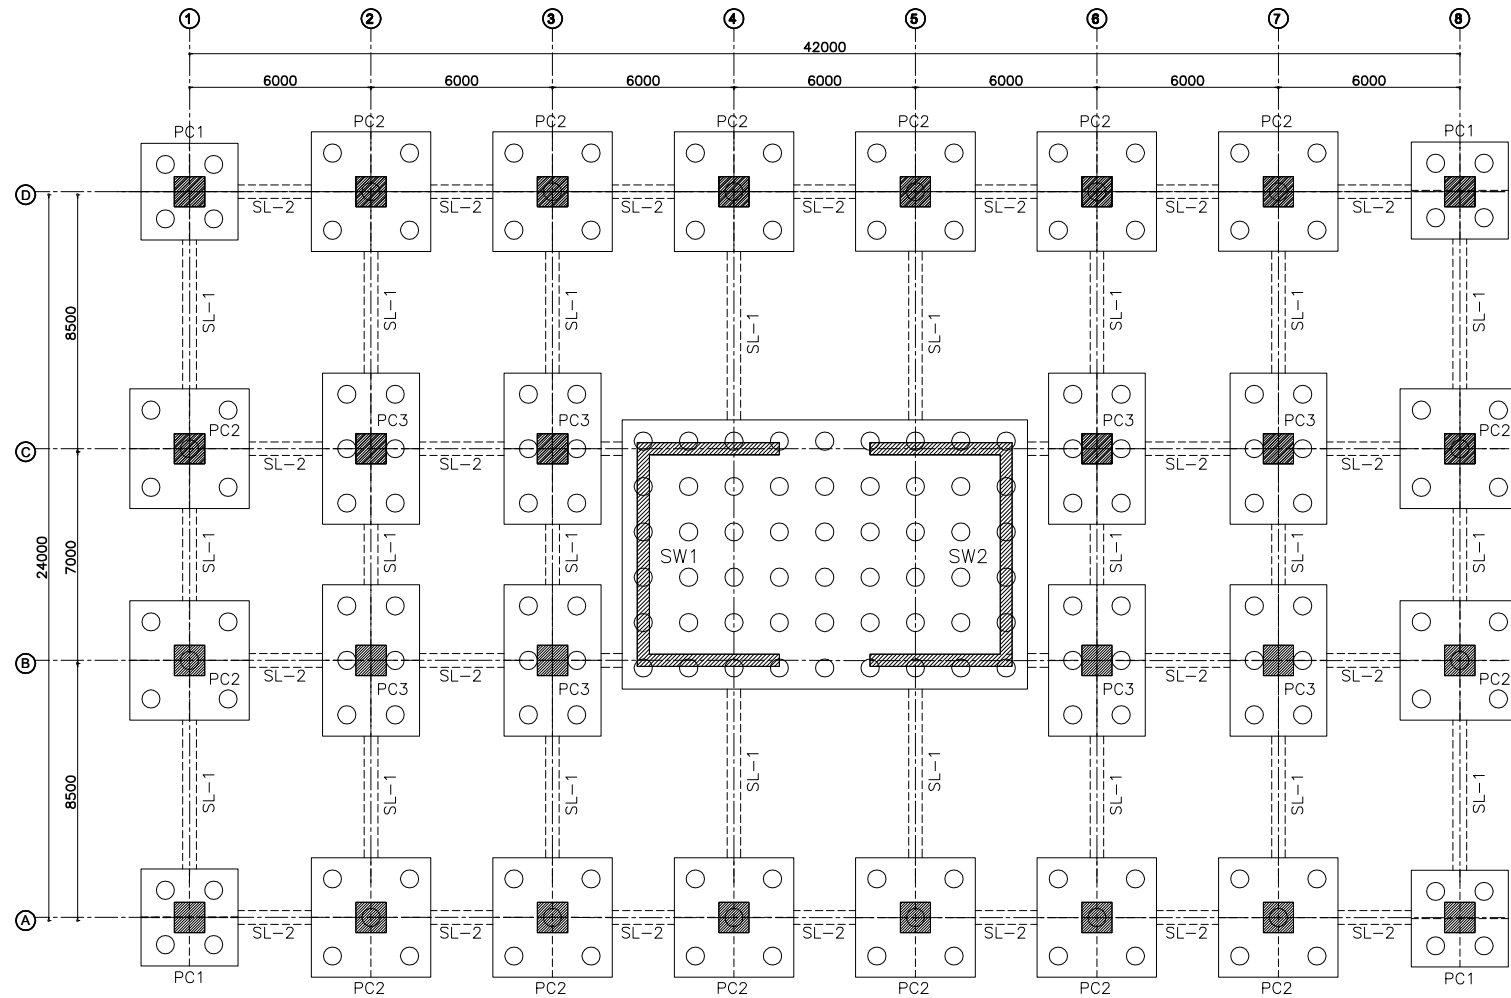 1 2 3 4 5 6 7 8
42000
6000 6000 6000 6000 6000 6000 6000
PC1 PC2 PC2 PC2 PC2 PC2 PC2 PC1
D
SL-2 SL-2 SL-2 SL-2 SL-2 SL-2 SL-2
8500
SL-1 SL-1 SL-1 SL-1 SL-1 SL-1 SL-1 SL-1
PC2 PC3 PC3 PC3 PC3 PC2
C
SL-2 SL-2 SL-2 SL-2
24000
7000
SL-1 SL-1 SL-1 SW1 SW2 SL-1 SL-1 SL-1
B
PC2 PC3 PC3 PC3 PC3 PC2
SL-2 SL-2 SL-2 SL-2
8500
SL-1 SL-1 SL-1 SL-1 SL-1 SL-1 SL-1 SL-1
A
SL-2 SL-2 SL-2 SL-2 SL-2 SL-2 SL-2
PC1 PC2 PC2 PC2 PC2 PC2 PC2 PC1